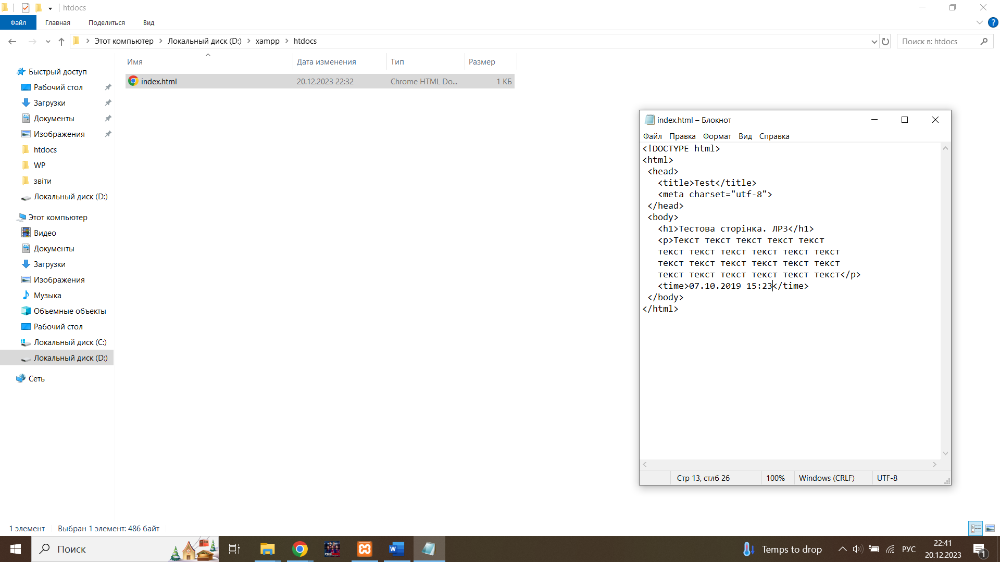 htdocs
Файл Главная Поделиться Вид
Этот компьютер Локальный диск (D:) xampp htdocs
Поиск в: htdocs
Имя Дата изменения Тип Размер
index.html 20.12.2023 22:32 Chrome HTML Do... 1 КБ
Быстрый доступ
Рабочий стол
Загрузки
Документы
Изображения
htdocs
WP
звіти
Локальный диск (D:)
Этот компьютер
Видео
Документы
Загрузки
Изображения
Музыка
Объемные объекты
Рабочий стол
Локальный диск (C:)
Локальный диск (D:)
Сеть
index.html – Блокнот
Файл Правка Формат Вид Справка
<!DOCTYPE html>
<html>
<head>
<title>Test</title>
<meta charset="utf-8">
</head>
<body>
<h1>Тестова сторінка. ЛР3</h1>
<p>Текст текст текст текст текст
текст текст текст текст текст текст
текст текст текст текст текст текст
текст текст текст текст текст текст</p>
<time>07.10.2019 15:23</time>
</body>
</html>
Стр 13, стлб 26 100% Windows (CRLF) UTF-8
1 элемент Выбран 1 элемент: 486 байт
Поиск
Temps to drop
РУС
22:41
20.12.2023
1